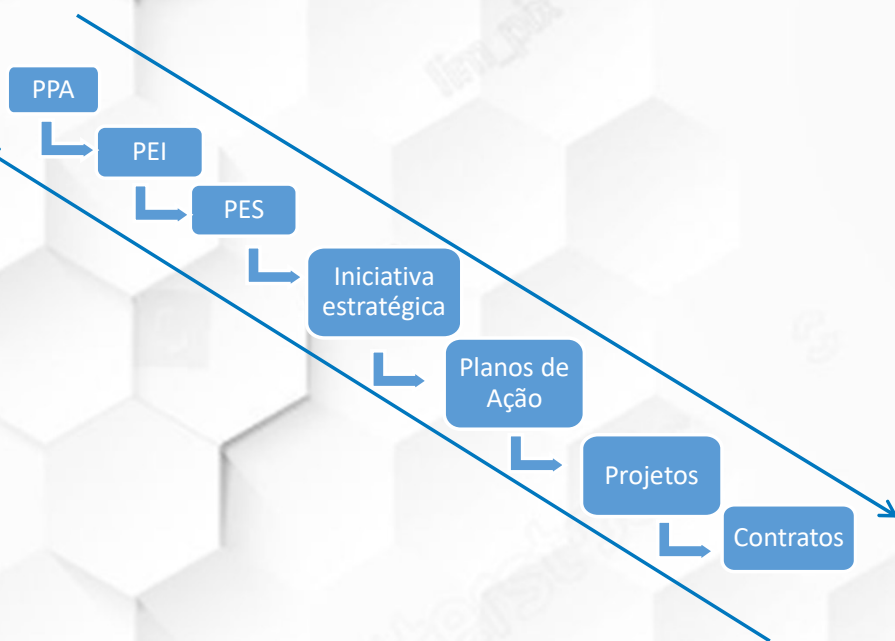 PPA
PEI
PES
Iniciativa
estratégica
Planos de
Ação
Projetos
Contratos